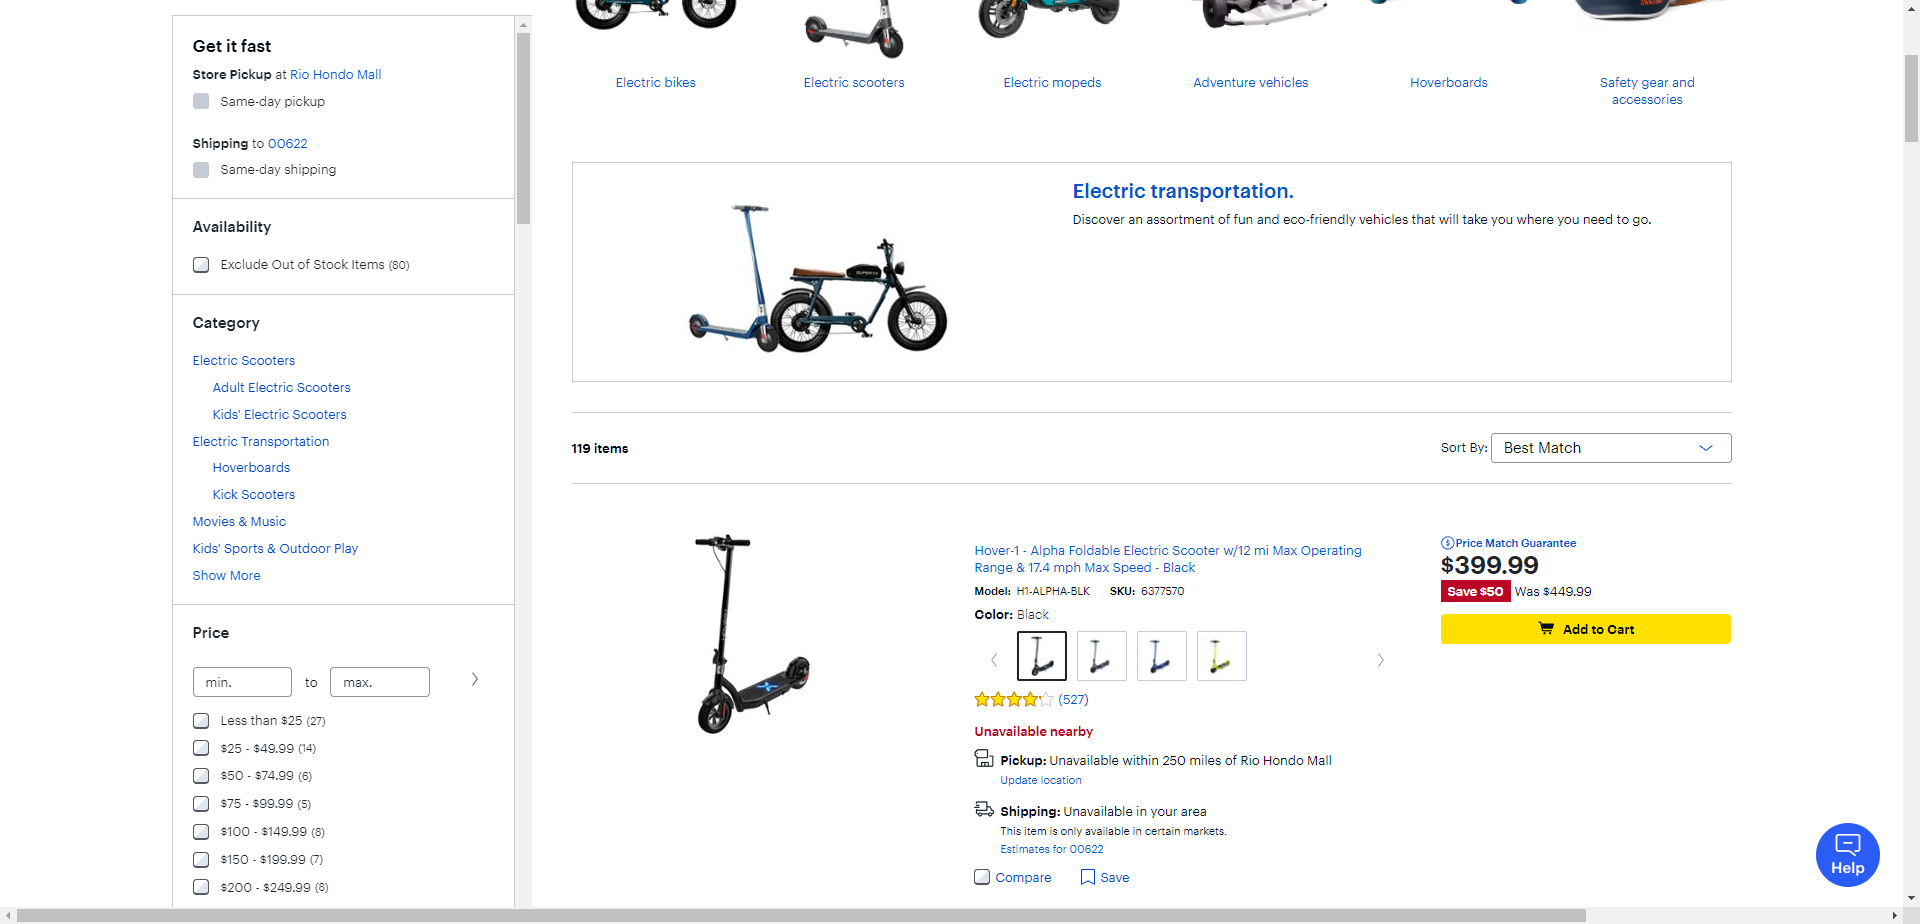 Get it fast
Store Pickup at Rio Hondo Mall
Same-day pickup
Shipping to 00622
Same-day shipping
Availability
Exclude Out of Stock Items (80)
Category
Electric Scooters
Adult Electric Scooters
Kids' Electric Scooters
Electric Transportation
Hoverboards
Kick Scooters
Movies & Music
Kids' Sports & Outdoor Play
Show More
Price
min. to max.
Less than $25 (27)
$25 - $49.99 (14)
$50 - $74.99 (6)
$75 - $99.99 (5)
$100 - $149.99 (8)
$150 - $199.99 (7)
$200 - $249.99 (8)
Electric bikes
Electric scooters
Electric mopeds
Adventure vehicles
Hoverboards
Safety gear and
accessories
Electric transportation.
Discover an assortment of fun and eco-friendly vehicles that will take you where you need to go.
119 items
Sort By: Best Match
Hover-1 - Alpha Foldable Electric Scooter w/12 mi Max Operating
Range & 17.4 mph Max Speed - Black
Model: H1-ALPHA-BLK SKU: 6377570
Color: Black
(527)
Unavailable nearby
Pickup: Unavailable within 250 miles of Rio Hondo Mall
Update location
Shipping: Unavailable in your area
This item is only available in certain markets.
Estimates for 00622
Compare Save
Price Match Guarantee
$399.99
Save $50 Was $449.99
Add to Cart
Help